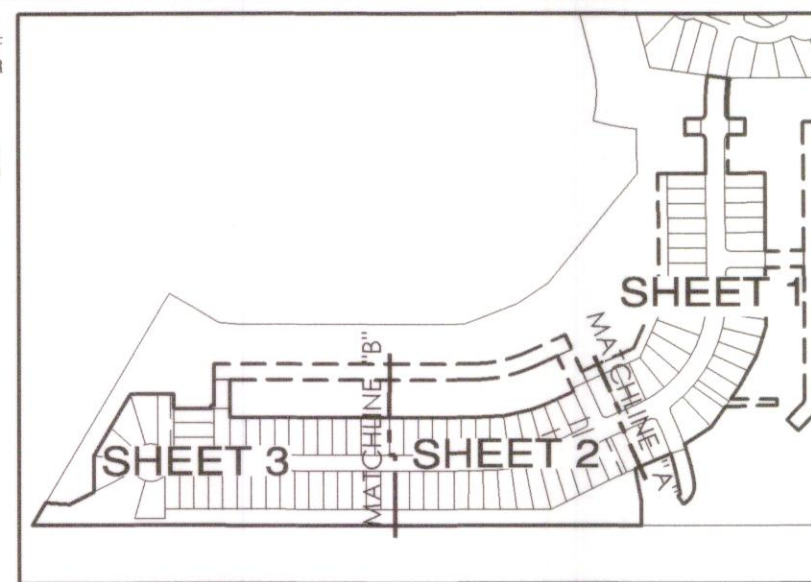 SHEET 1
MATCHLINE "A"
MATCHLINE "B"
SHEET 3
SHEET 2